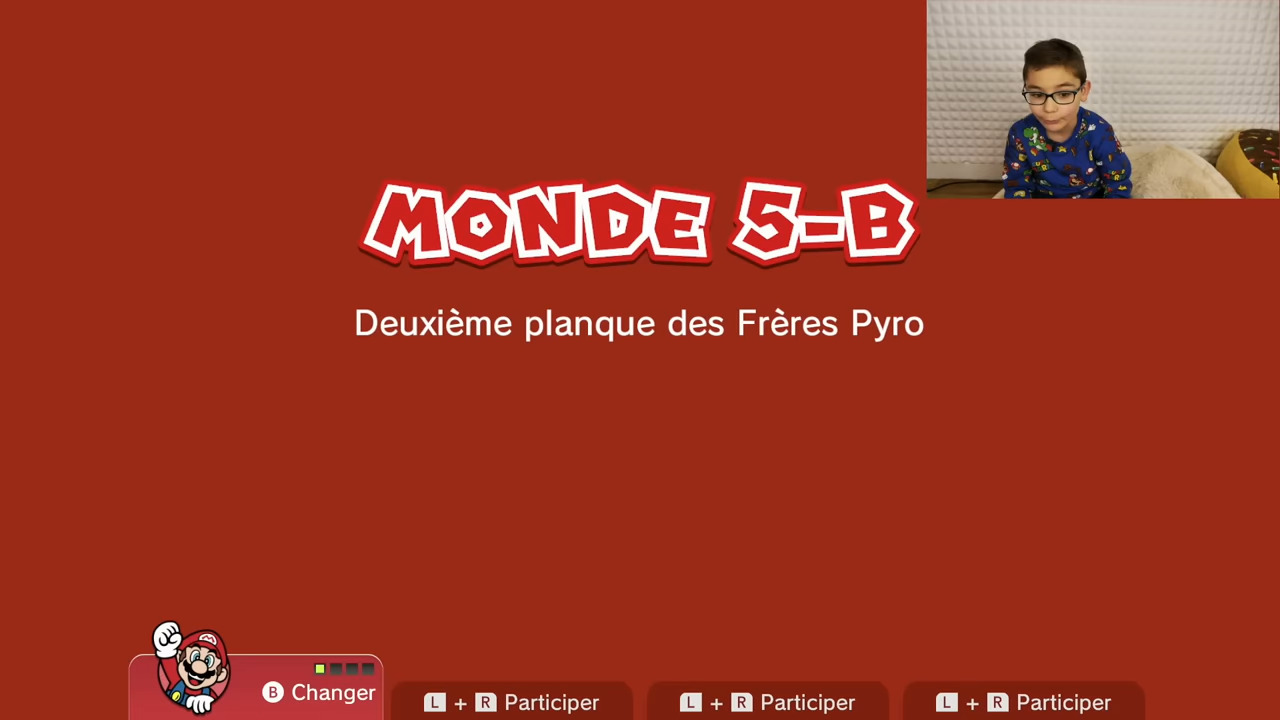 MONDE 5-B
Deuxième planque des Frères Pyro
B Changer
L + R Participer
L + R Participer
L + R Participer